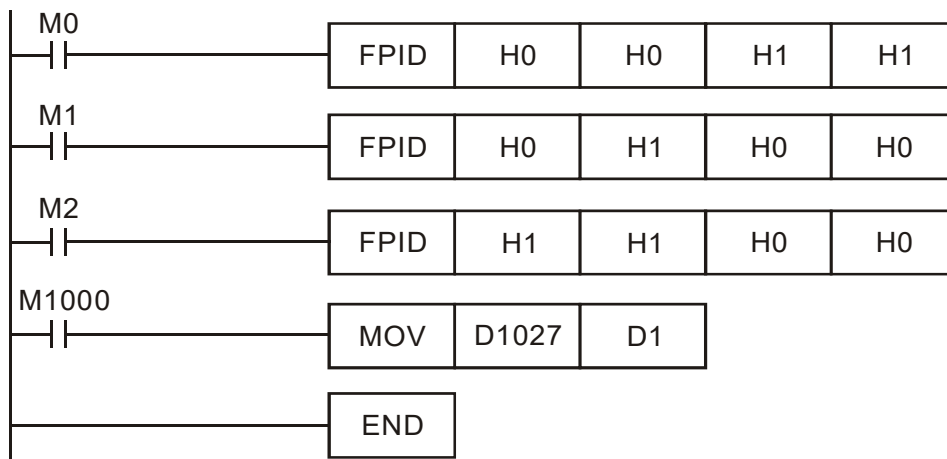 M0
FPID H0 H0 H1 H1
M1
FPID H0 H1 H0 H0
M2
FPID H1 H1 H0 H0
M1000
MOV D1027 D1
END